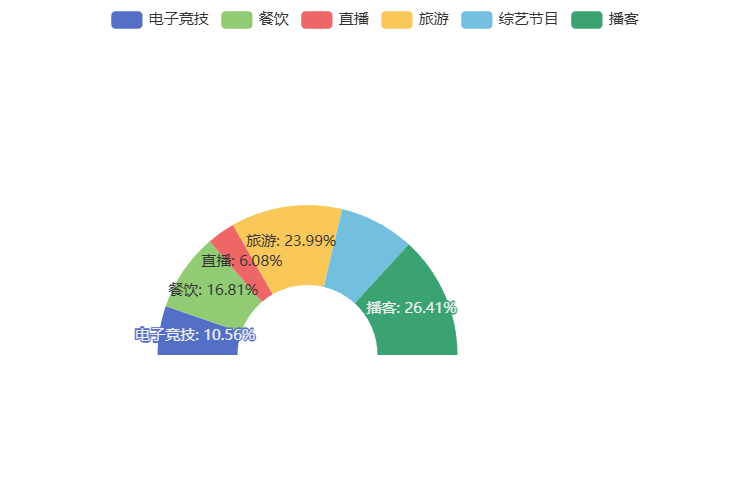 电子竞技 餐饮 直播 旅游 综艺节目 播客
旅游: 23.99%
直播: 6.08%
餐饮: 16.81%
播客: 26.41%
电子竞技: 10.56%